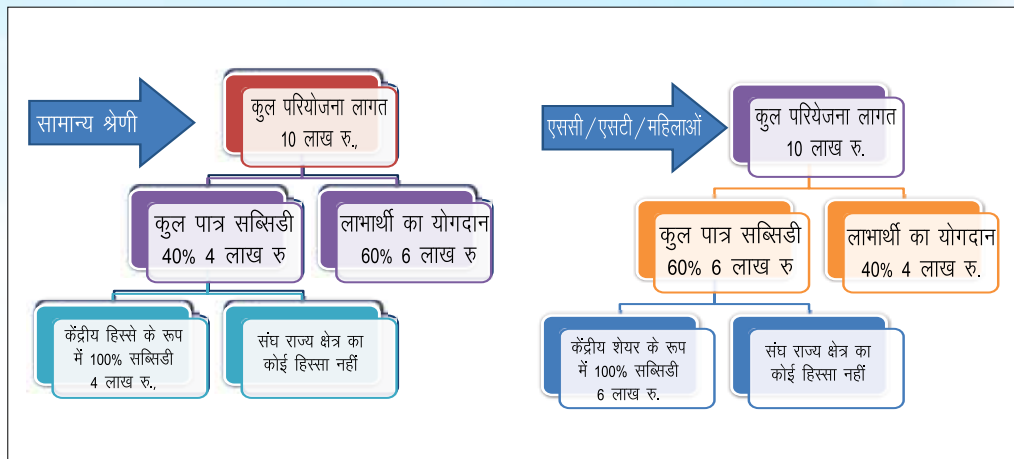 सामान्य श्रेणी
कुल परियोजना लागत
10 लाख रु.,
कुल पात्र सब्सिडी
40% 4 लाख रु
लाभार्थी का योगदान
60% 6 लाख रु
केंद्रीय हिस्से के रूप
में 100% सब्सिडी
4 लाख रु.,
संघ राज्य क्षेत्र का
कोई हिस्सा नहीं
एससी/एसटी/महिलाओं
कुल परियेजना लागत
10 लाख रु.
कुल पात्र सब्सिडी
60% 6 लाख रु
लाभार्थी का योगदान
40% 4 लाख रु.
केंद्रीय शेयर के रूप
में 100% सब्सिडी
6 लाख रु.
संघ राज्य क्षेत्र का
कोई हिस्सा नहीं